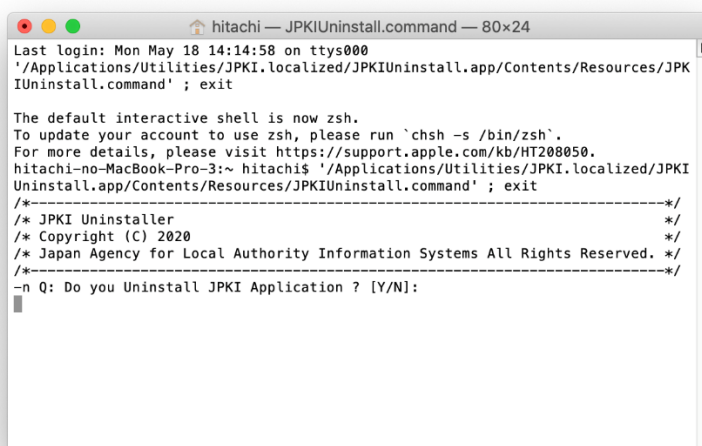 hitachi — JPKIUninstall.command — 80×24
Last login: Mon May 18 14:14:58 on ttys000
'/Applications/Utilities/JPKI.localized/JPKIUninstall.app/Contents/Resources/JPK
IUninstall.command' ; exit
The default interactive shell is now zsh.
To update your account to use zsh, please run `chsh -s /bin/zsh`.
For more details, please visit https://support.apple.com/kb/HT208050.
hitachi-no-MacBook-Pro-3:~ hitachi$ '/Applications/Utilities/JPKI.localized/JPKI
Uninstall.app/Contents/Resources/JPKIUninstall.command' ; exit
/*----------------------------------------------------------------------------*/
/* JPKI Uninstaller                                                           */
/* Copyright (C) 2020                                                         */
/* Japan Agency for Local Authority Information Systems All Rights Reserved. */
/*----------------------------------------------------------------------------*/
-n Q: Do you Uninstall JPKI Application ? [Y/N]: